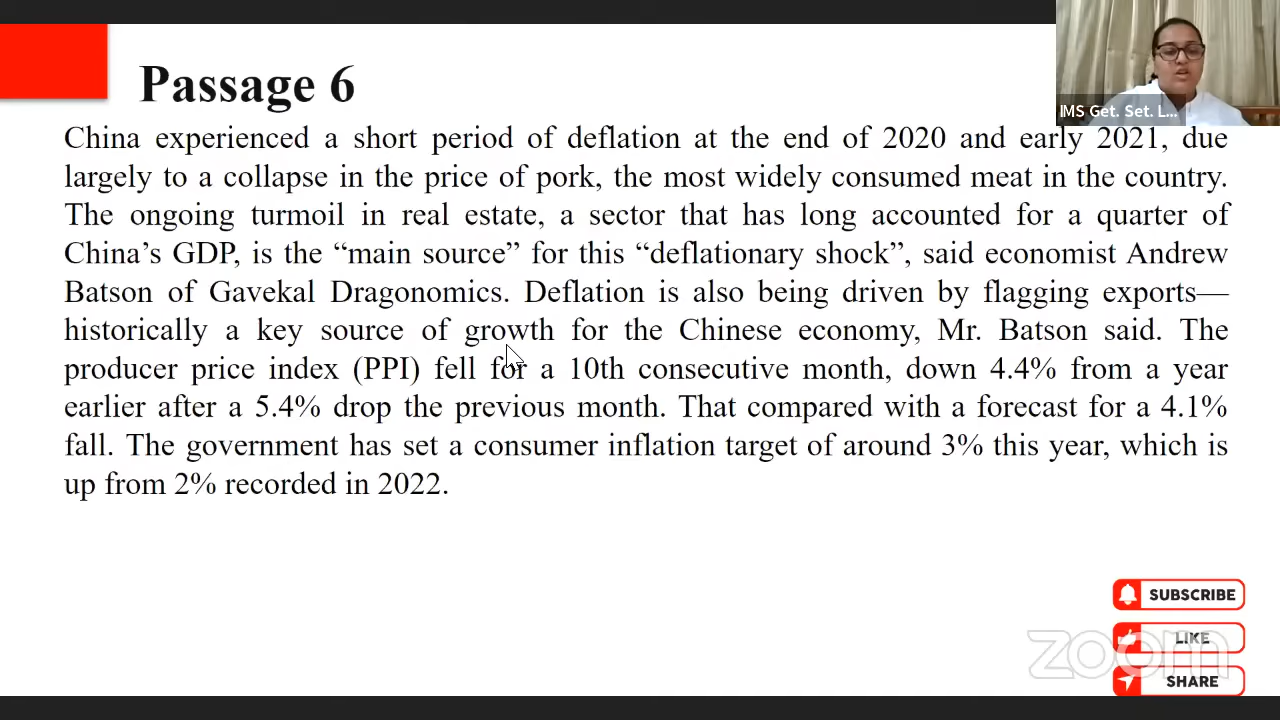 Passage 6
IMS Get. Set. L...
China experienced a short period of deflation at the end of 2020 and early 2021, due
largely to a collapse in the price of pork, the most widely consumed meat in the country.
The ongoing turmoil in real estate, a sector that has long accounted for a quarter of
China’s GDP, is the “main source” for this “deflationary shock”, said economist Andrew
Batson of Gavekal Dragonomics. Deflation is also being driven by flagging exports—
historically a key source of growth for the Chinese economy, Mr. Batson said. The
producer price index (PPI) fell for a 10th consecutive month, down 4.4% from a year
earlier after a 5.4% drop the previous month. That compared with a forecast for a 4.1%
fall. The government has set a consumer inflation target of around 3% this year, which is
up from 2% recorded in 2022.
SUBSCRIBE
LIKE
zoom
SHARE